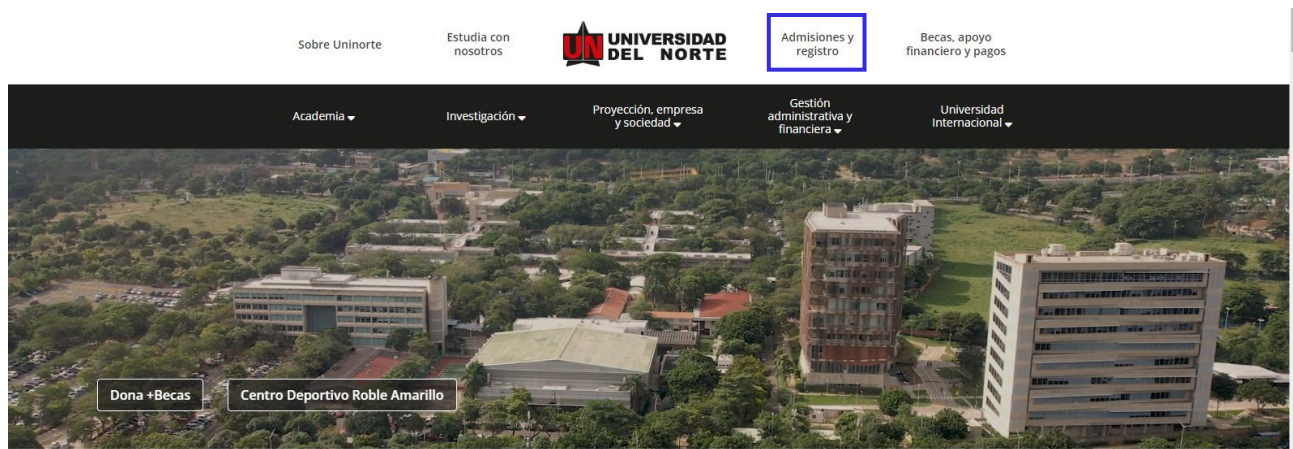 Sobre Uninorte
Estudia con
nosotros
UN UNIVERSIDAD
DEL NORTE
Admisiones y
registro
Becas, apoyo
financiero y pagos
Academia
Investigación
Proyección, empresa
y sociedad
Gestión
administrativa y
financiera
Universidad
Internacional
Dona +Becas
Centro Deportivo Roble Amarillo